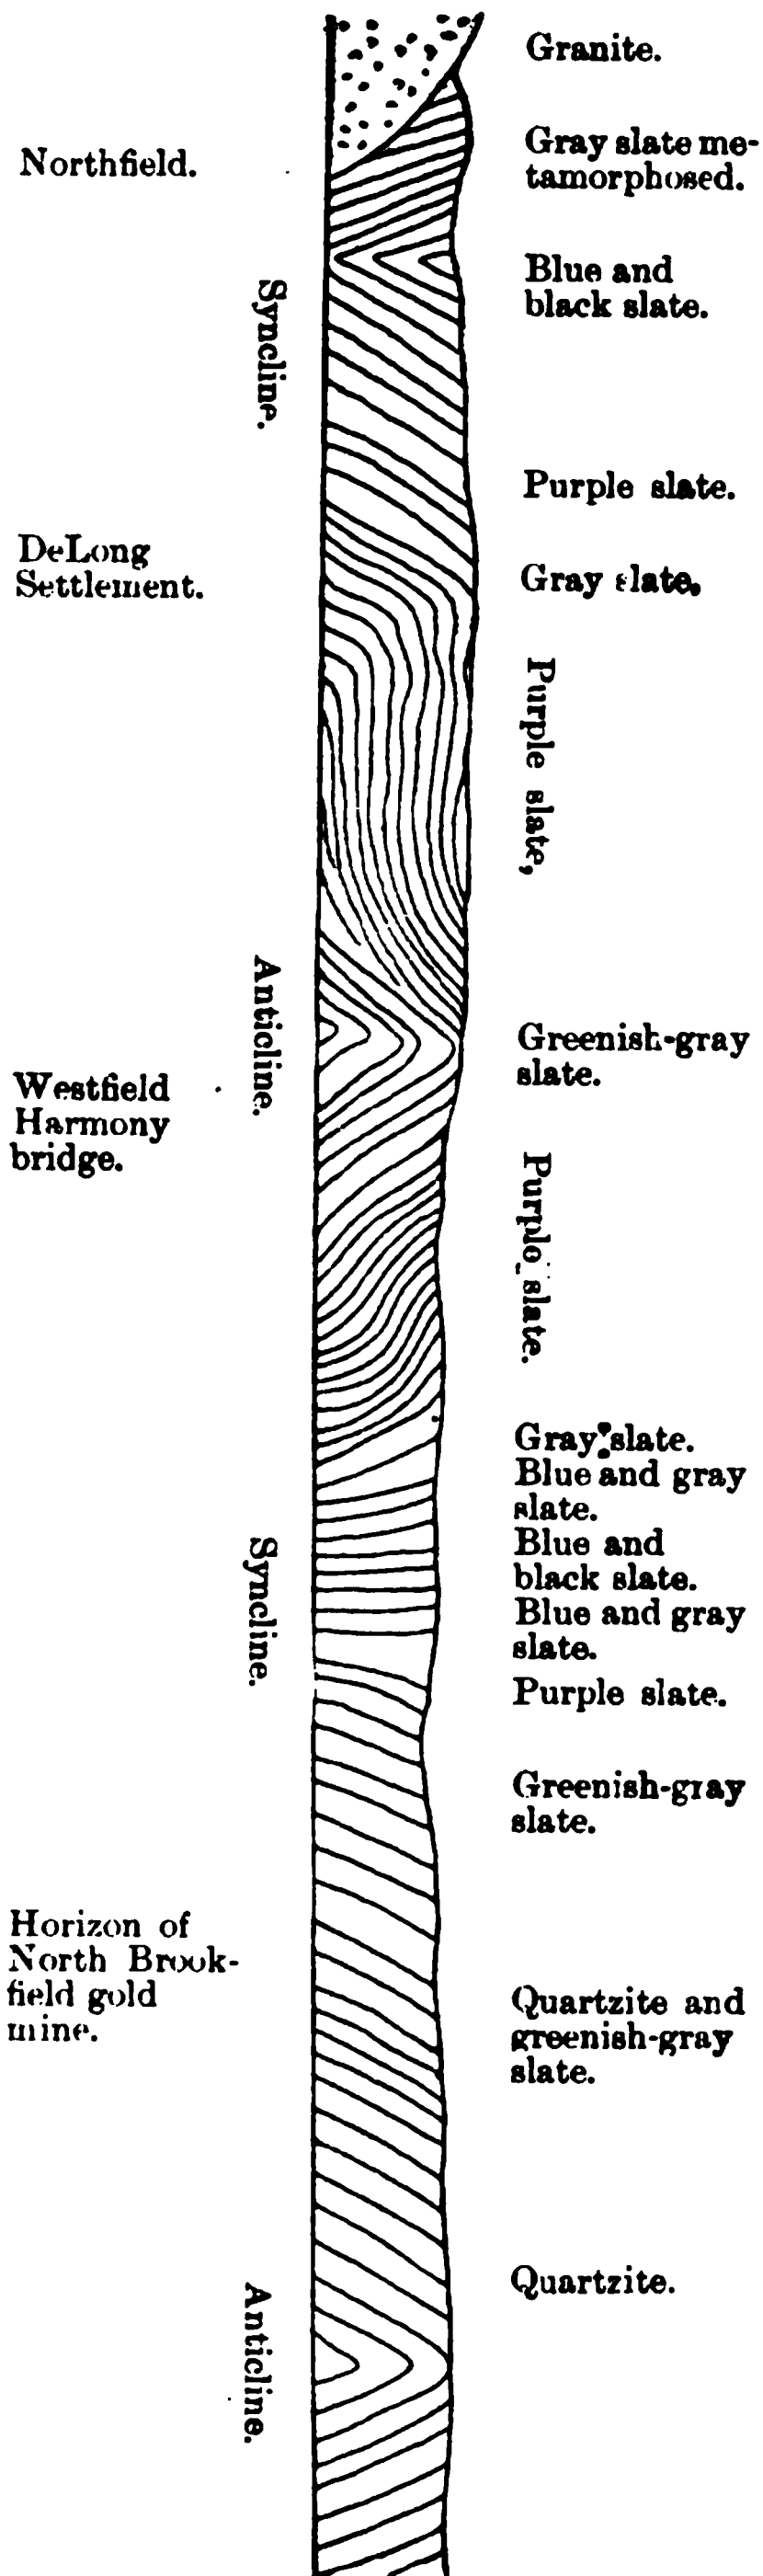 Granite.
Northfield.
Gray slate me-
tamorphosed.
Syncline.
Blue and
black slate.
Purple slate.
DeLong
Settlement.
Gray slate.
Purple slate,
Anticline.
Greenish-gray
slate.
Westfield
Harmony
bridge.
Purple slate.
Gray slate.
Blue and gray
slate.
Syncline.
Blue and
black slate.
Blue and gray
slate.
Purple slate.
Greenish-gray
slate.
Horizon of
North Brook-
field gold
mine.
Quartzite and
greenish-gray
slate.
Quartzite.
Anticline.